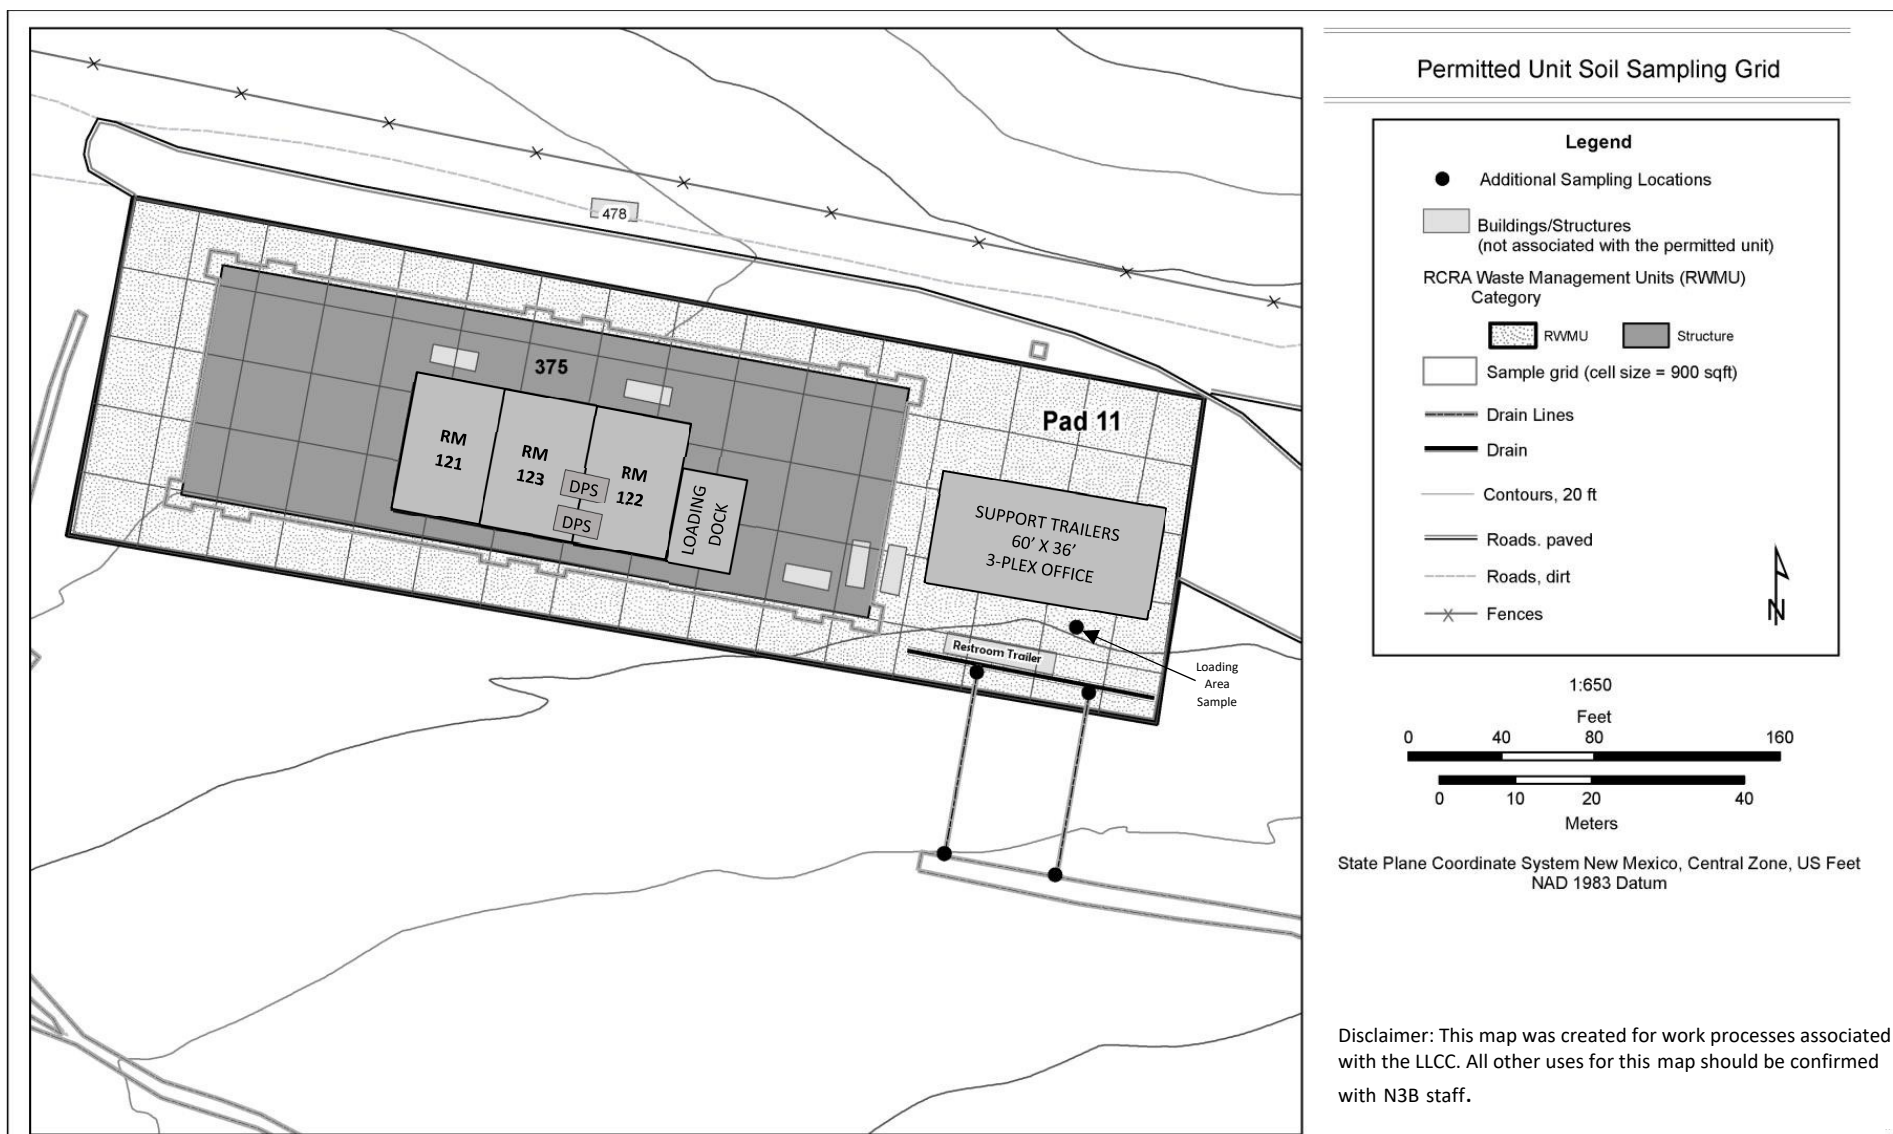 Permitted Unit Soil Sampling Grid
Legend
Additional Sampling Locations
Buildings/Structures
(not associated with the permitted unit)
RCRA Waste Management Units (RWMU)
Category
RWMU
Structure
Sample grid (cell size = 900 sqft)
Drain Lines
Drain
Contours, 20 ft
Roads. paved
Roads, dirt
Fences
N
1:650
Feet
0 40 80 160
0 10 20 40
Meters
State Plane Coordinate System New Mexico, Central Zone, US Feet
NAD 1983 Datum
Disclaimer: This map was created for work processes associated
with the LLCC. All other uses for this map should be confirmed
with N3B staff.
478
375
Pad 11
RM
121
RM
123
RM
122
DPS
DPS
LOADING
DOCK
SUPPORT TRAILERS
60' X 36'
3-PLEX OFFICE
Restroom Trailer
Loading
Area
Sample